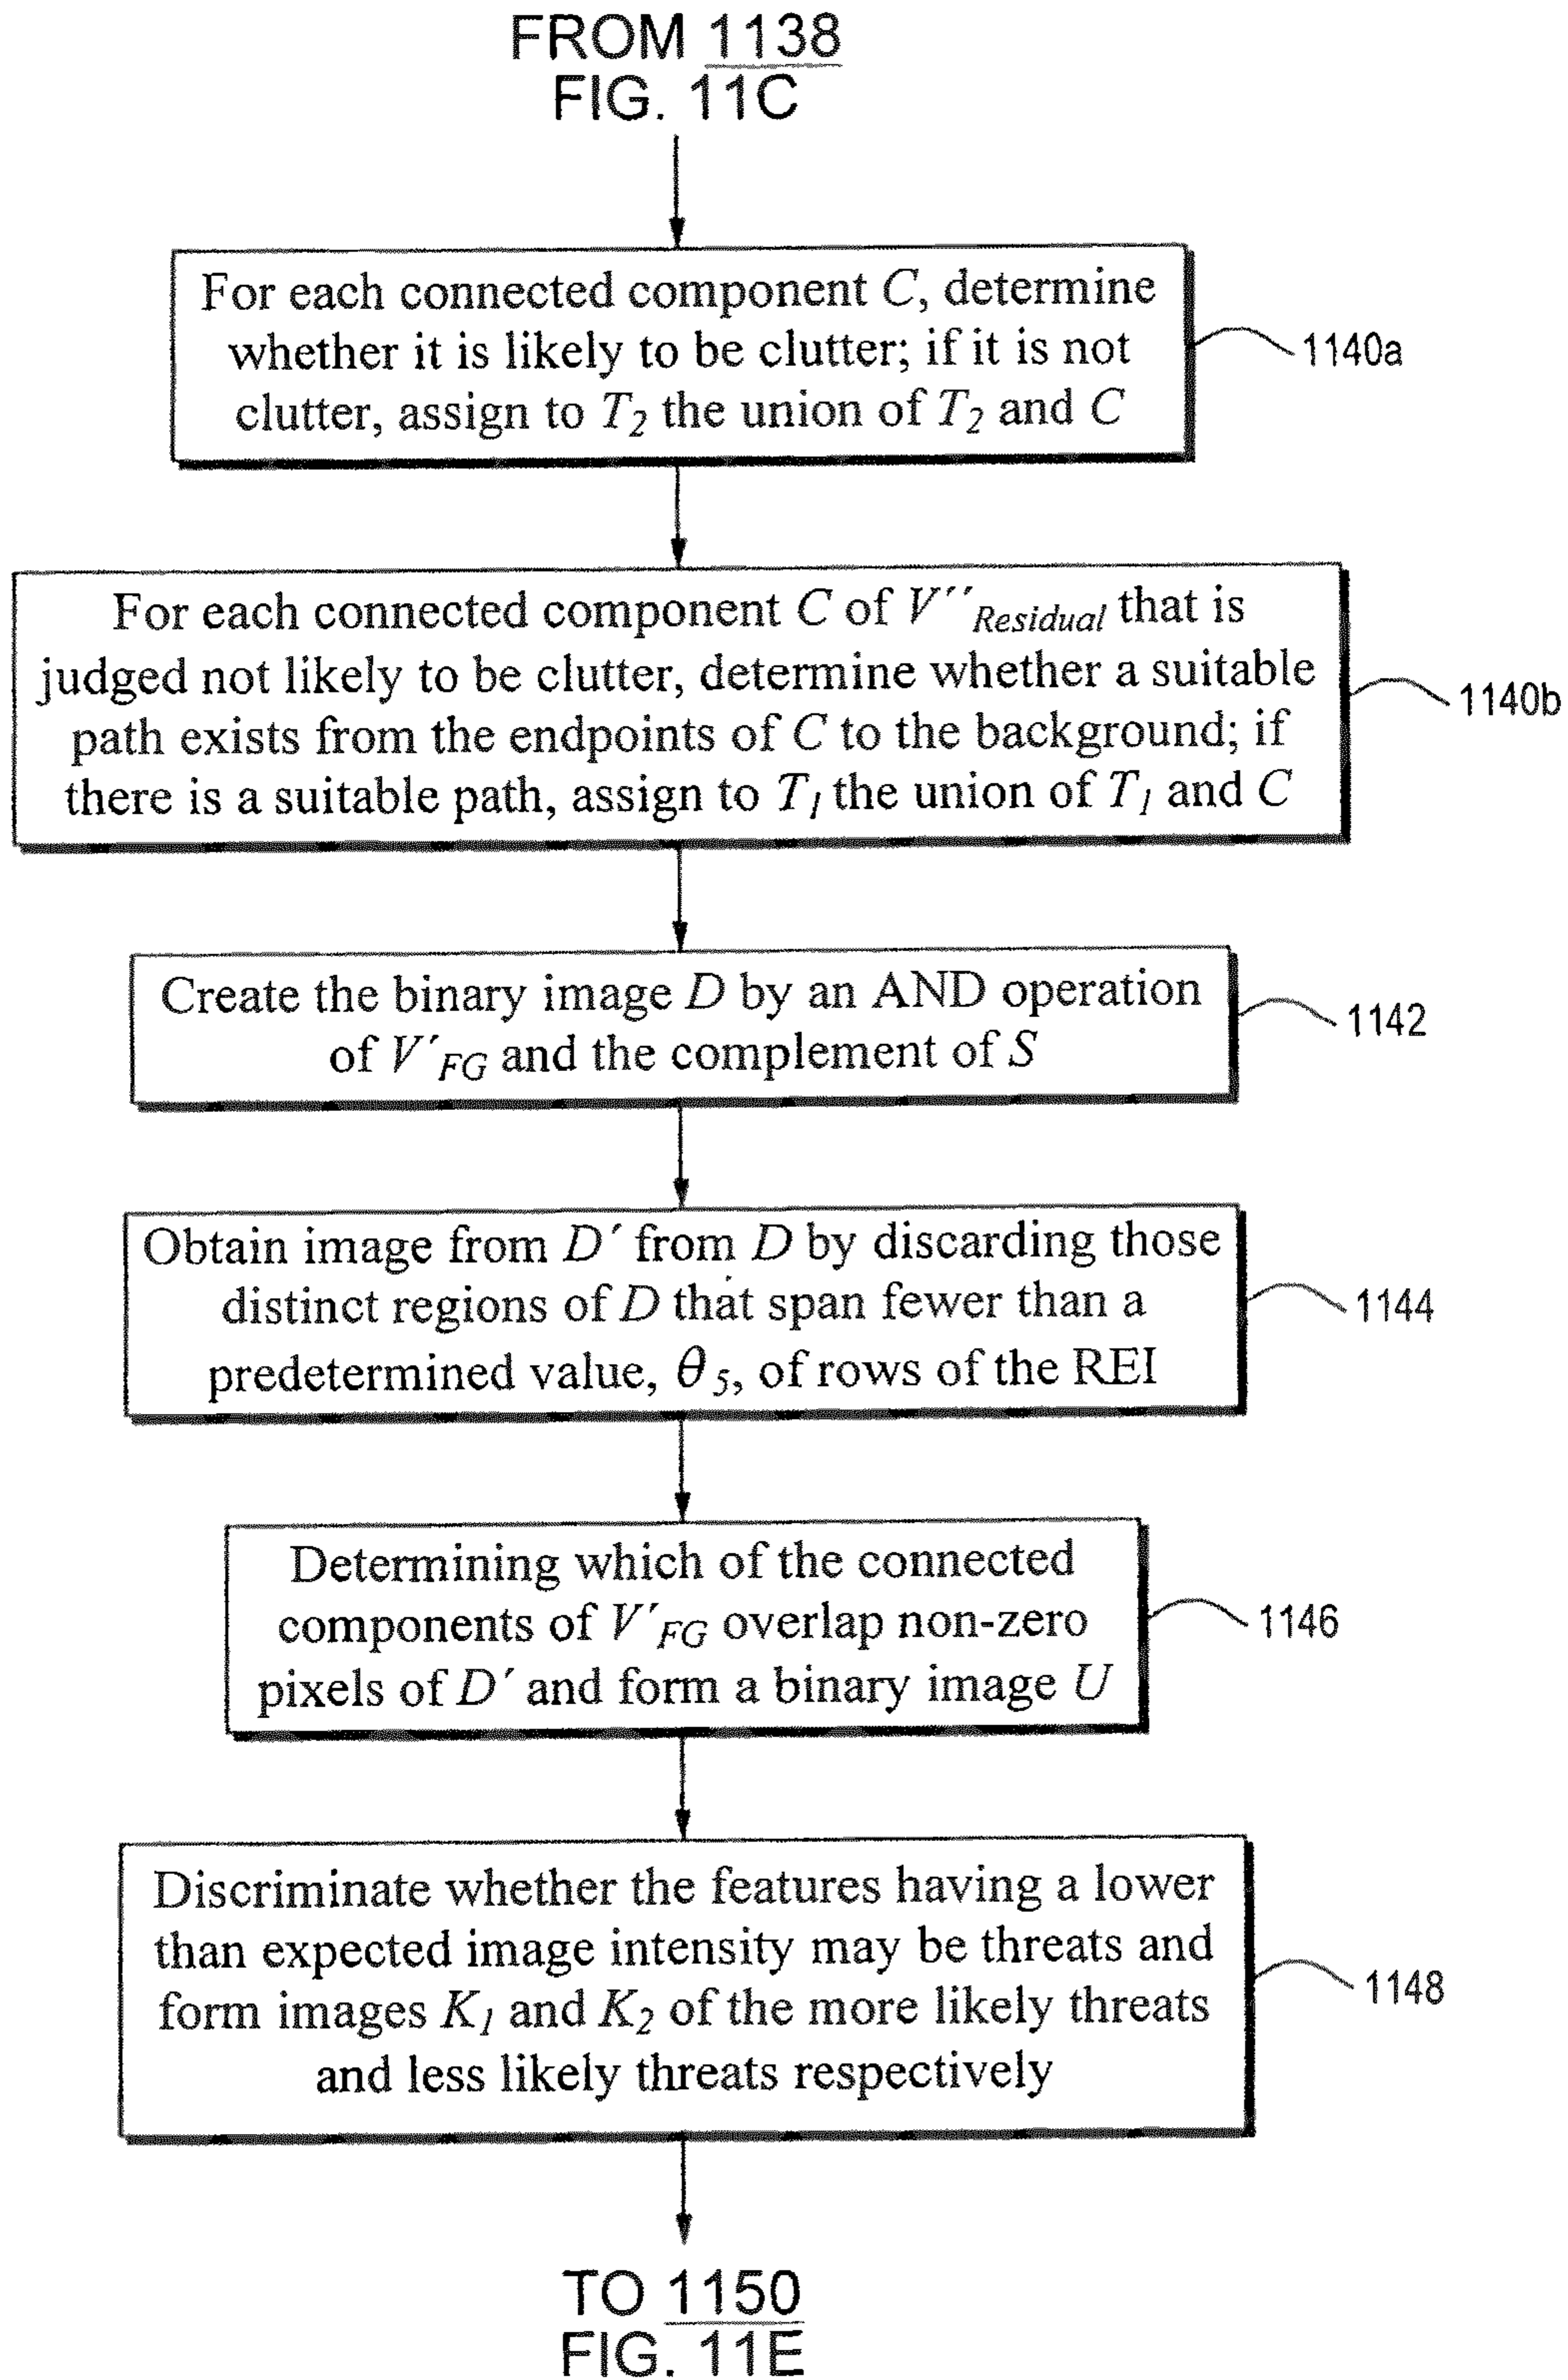 FROM 1138
FIG. 11C
For each connected component C, determine
whether it is likely to be clutter; if it is not
clutter, assign to T₂ the union of T₂ and C
1140a
For each connected component C of V″Residual that is
judged not likely to be clutter, determine whether a suitable
path exists from the endpoints of C to the background; if
there is a suitable path, assign to T₁ the union of T₁ and C
1140b
Create the binary image D by an AND operation
of V′FG and the complement of S
1142
Obtain image from D′ from D by discarding those
distinct regions of D that span fewer than a
predetermined value, θ₅, of rows of the REI
1144
Determining which of the connected
components of V′FG overlap non-zero
pixels of D′ and form a binary image U
1146
Discriminate whether the features having a lower
than expected image intensity may be threats and
form images K₁ and K₂ of the more likely threats
and less likely threats respectively
1148
TO 1150
FIG. 11E